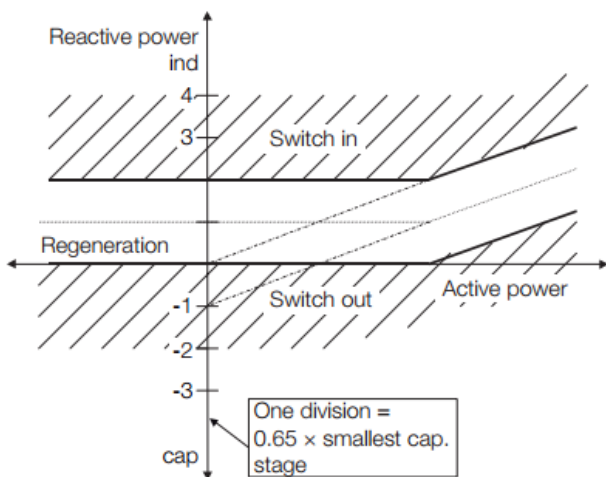 Reactive power
ind
4
3
Switch in
Regeneration
Switch out
Active power
-1
-2
-3
cap
One division =
0.65 × smallest cap.
stage